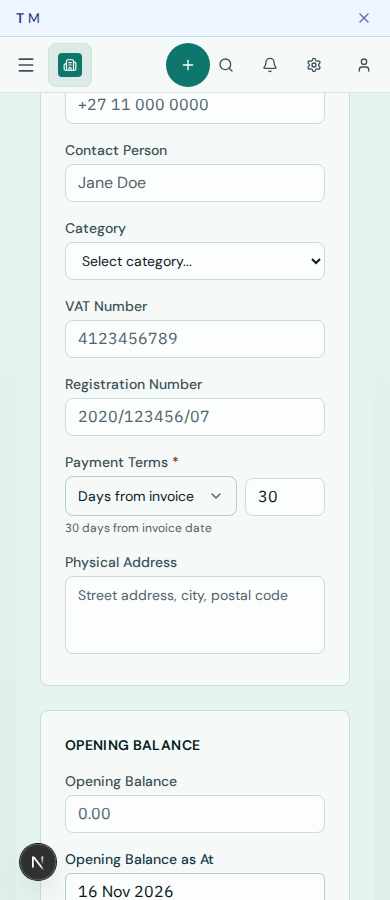 T M
+27 11 000 0000
Contact Person
Jane Doe
Category
Select category...
VAT Number
4123456789
Registration Number
2020/123456/07
Payment Terms *
Days from invoice
30
30 days from invoice date
Physical Address
Street address, city, postal code
OPENING BALANCE
Opening Balance
0.00
N
Opening Balance as At
16 Nov 2026